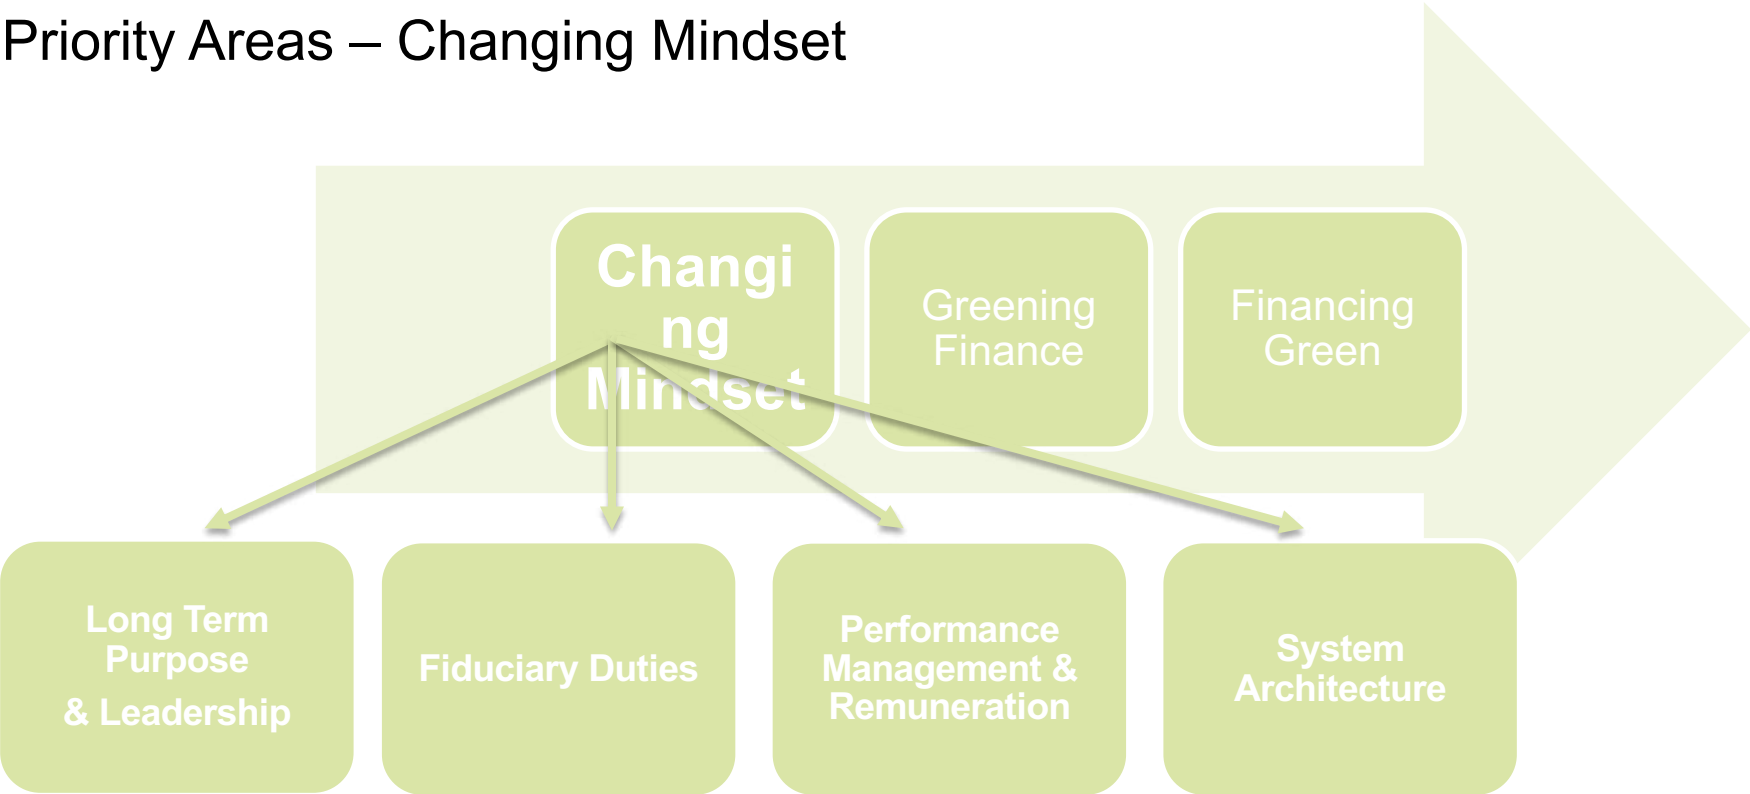 Priority Areas – Changing Mindset
Changi
ng
Mindset
Greening
Finance
Financing
Green
Long Term
Purpose
& Leadership
Fiduciary Duties
Performance
Management &
Remuneration
System
Architecture